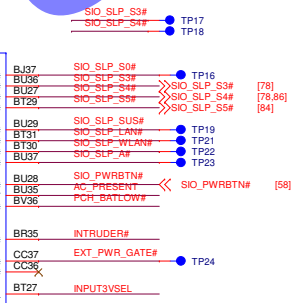 SIO_SLP_S3# TP17
SIO_SLP_S4# TP18
BJ37 SIO_SLP_S0# TP16
BU36 SIO_SLP_S3# SIO_SLP_S3# [78]
BU27 SIO_SLP_S4# SIO_SLP_S4# [78,86]
BT29 SIO_SLP_S5# SIO_SLP_S5# [84]
BU29 SIO_SLP_SUS# TP19
BT31 SIO_SLP_LAN# TP21
BT30 SIO_SLP_WLAN# TP22
BU37 SIO_SLP_A# TP23
BU28 SIO_PWRBTN# SIO_PWRBTN# [58]
BU35 AC_PRESENT
BV36 PCH_BATLOW#
BR35 INTRUDER#
CC37 EXT_PWR_GATE# TP24
CC36
BT27 INPUT3VSEL